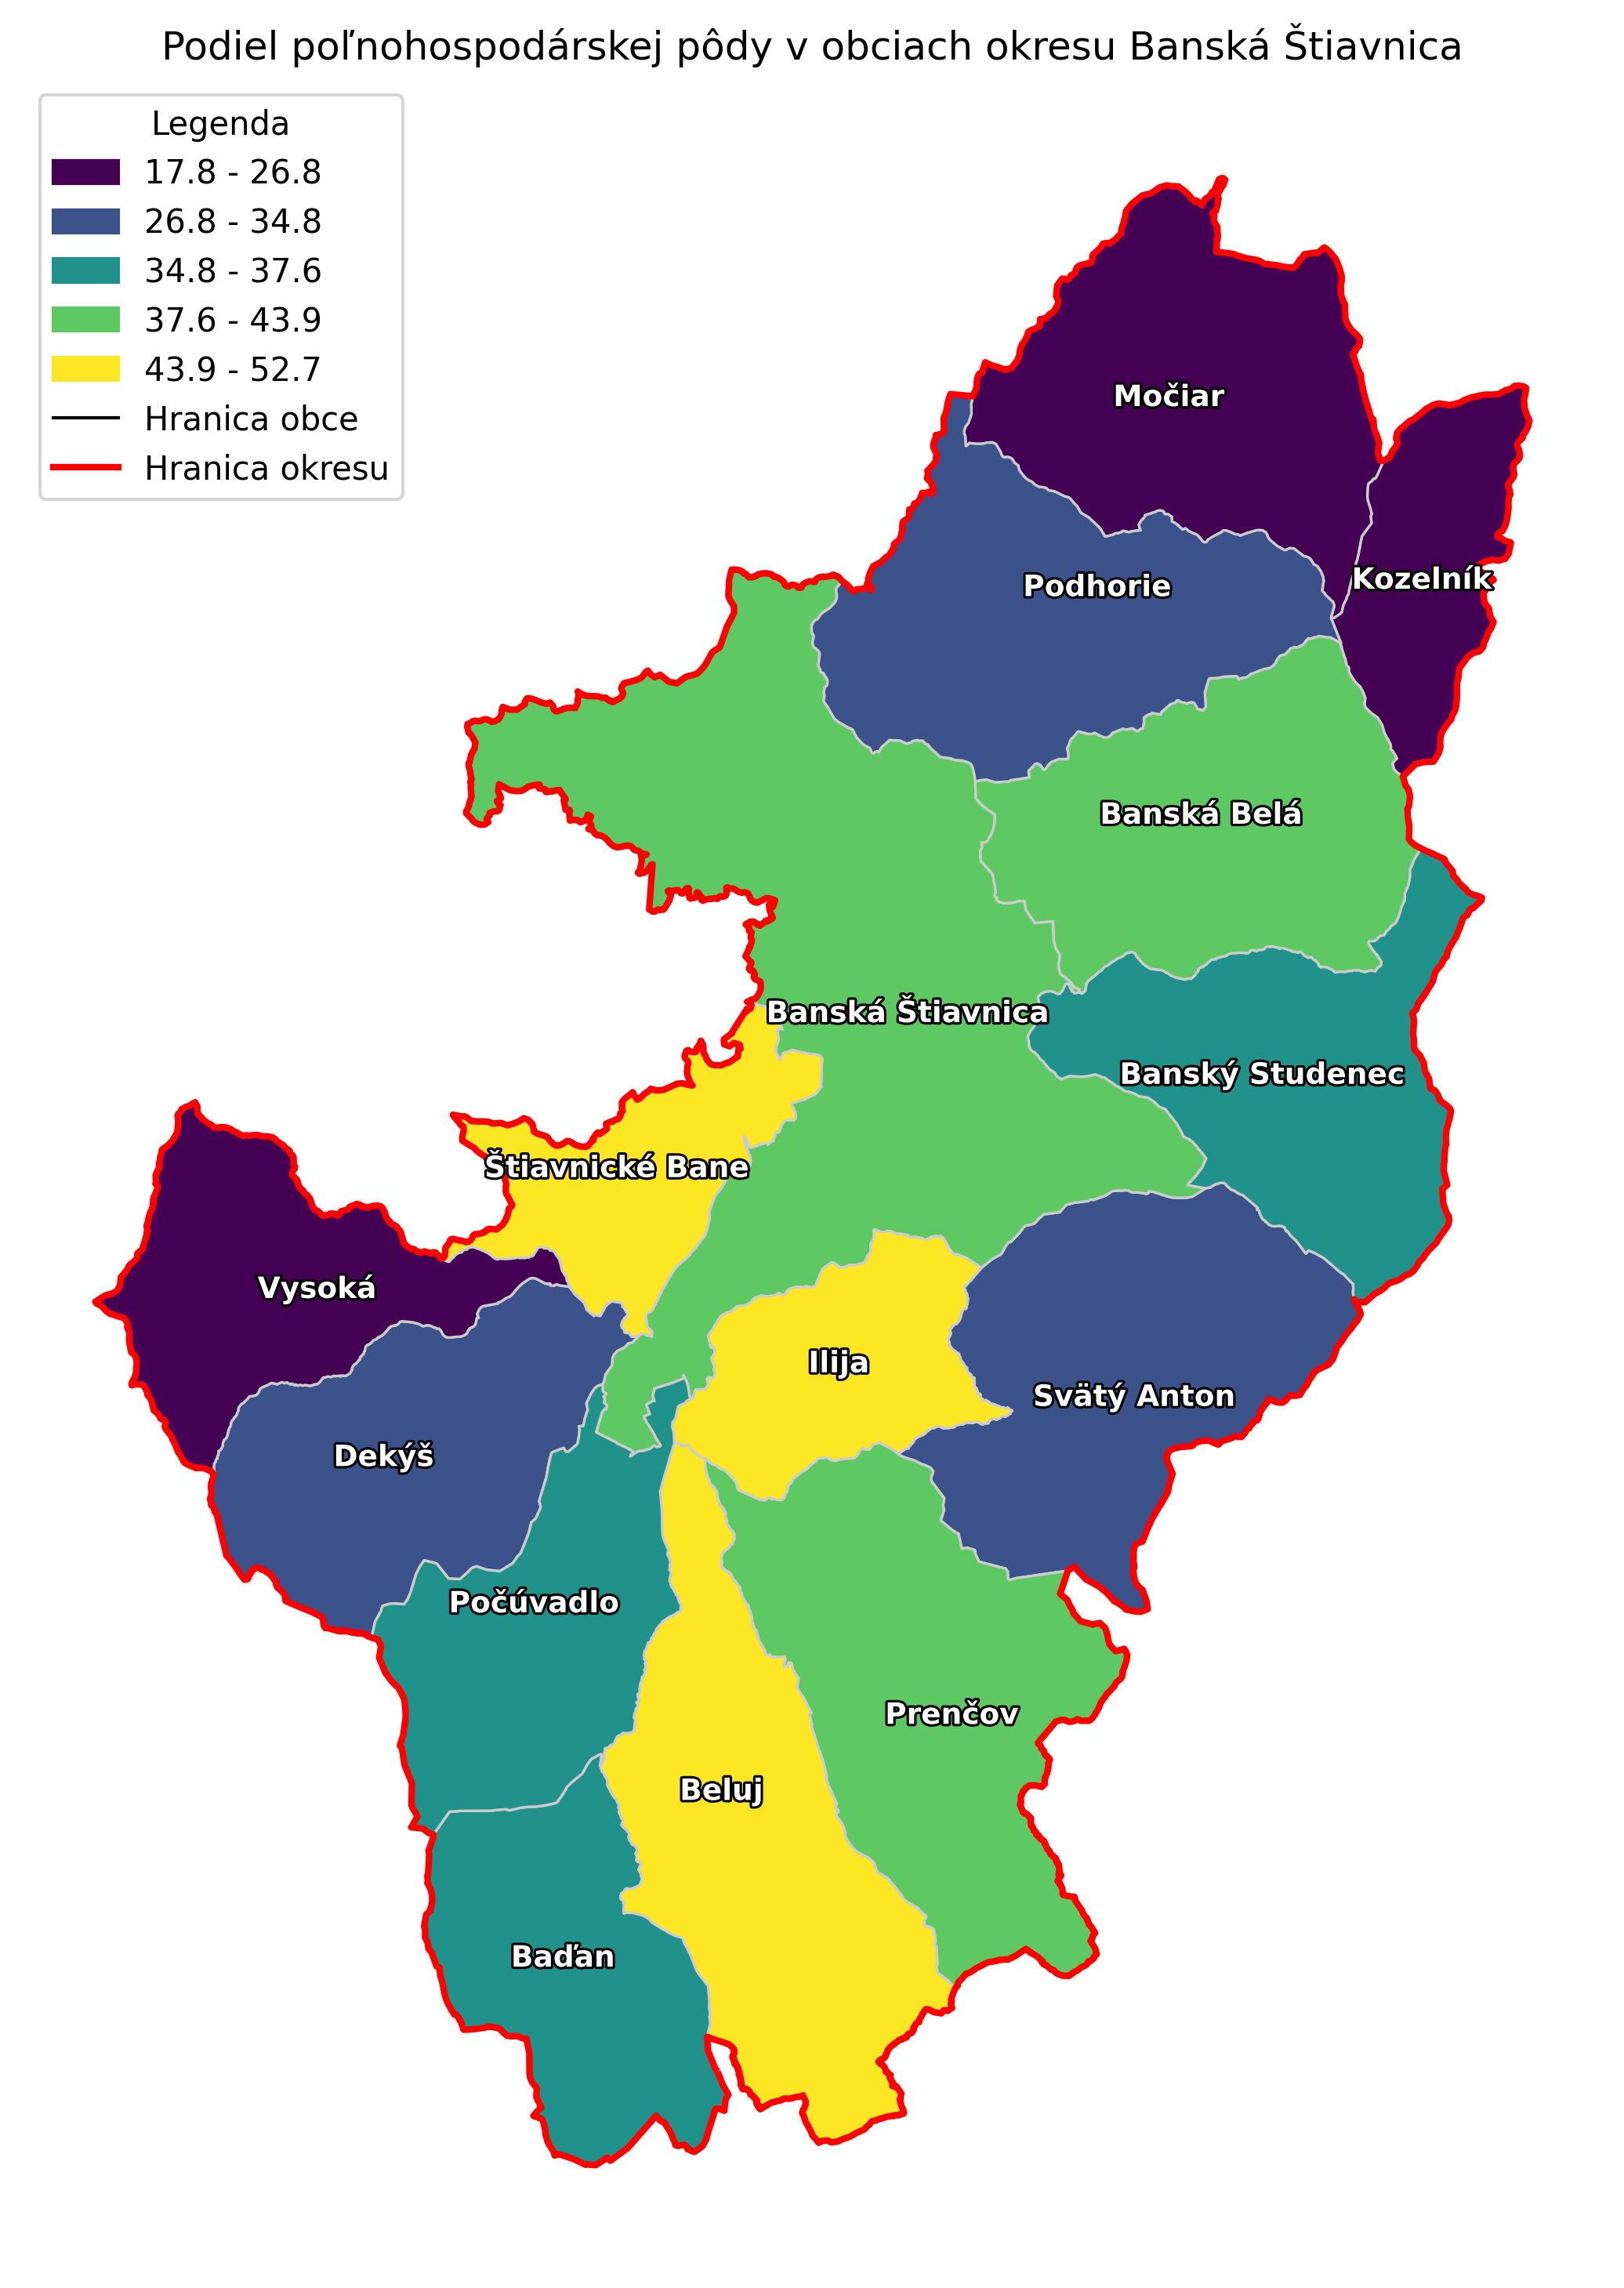 Podiel poľnohospodárskej pôdy v obciach okresu Banská Štiavnica
Legenda
17.8 - 26.8
26.8 - 34.8
34.8 - 37.6
37.6 - 43.9
43.9 - 52.7
Hranica obce
Hranica okresu
Močiar
Kozelník
Podhorie
Banská Belá
Banská Štiavnica
Banský Studenec
Štiavnické Bane
Vysoká
Ilija
Svätý Anton
Dekýš
Počúvadlo
Prenčov
Beluj
Baďan